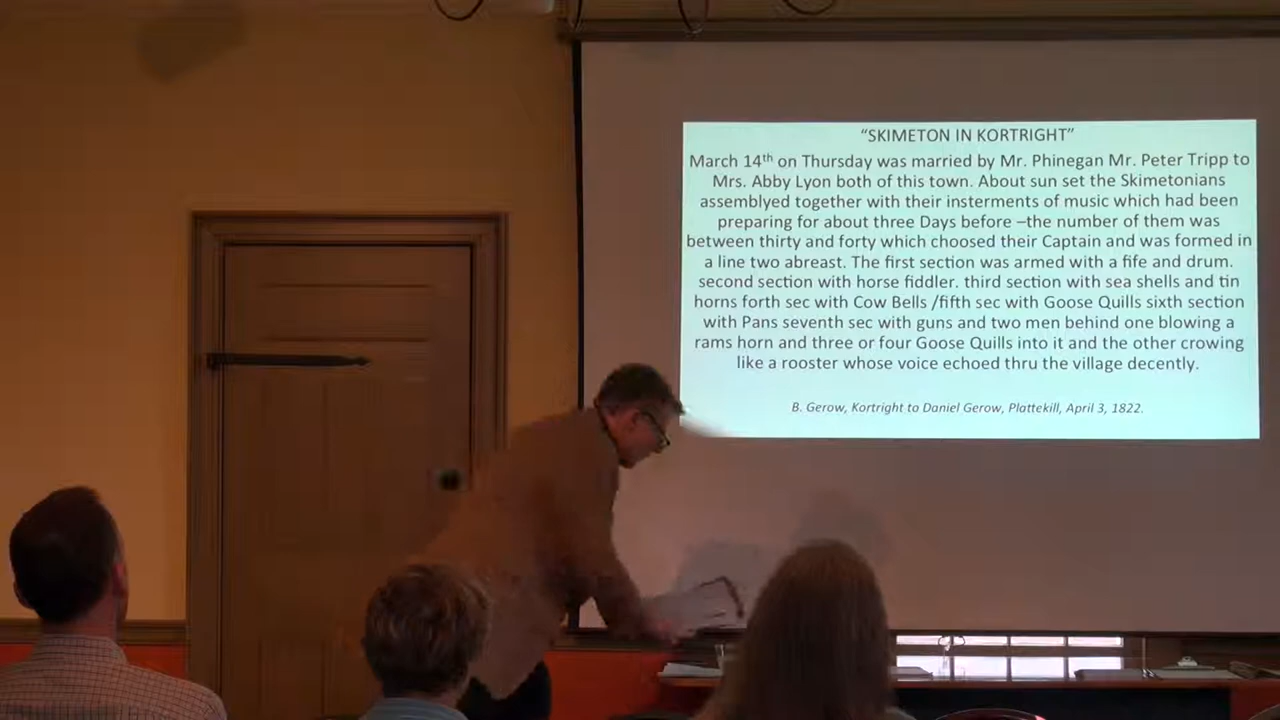 “SKIMETON IN KORTRIGHT”
March 14th on Thursday was married by Mr. Phinegan Mr. Peter Tripp to
Mrs. Abby Lyon both of this town. About sun set the Skimetonians
assemblyed together with their insterments of music which had been
preparing for about three Days before –the number of them was
between thirty and forty which choosed their Captain and was formed in
a line two abreast. The first section was armed with a fife and drum.
second section with horse fiddler. third section with sea shells and tin
horns forth sec with Cow Bells /fifth sec with Goose Quills sixth section
with Pans seventh sec with guns and two men behind one blowing a
rams horn and three or four Goose Quills into it and the other crowing
like a rooster whose voice echoed thru the village decently.
B. Gerow, Kortright to Daniel Gerow, Plattekill, April 3, 1822.